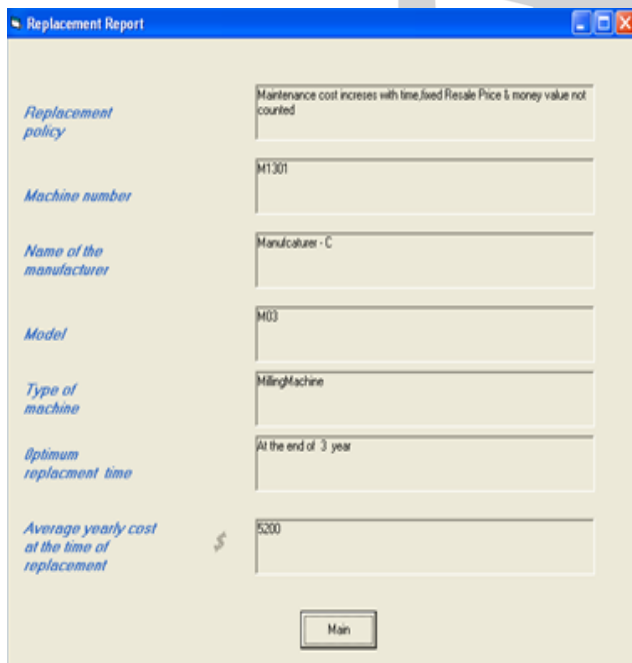 Replacement Report
Replacement
policy
Maintenance cost increses with time,fixed Resale Price & money value not
counted
Machine number
M1301
Name of the
manufacturer
Manufcaturer - C
Model
M03
Type of
machine
MillingMachine
Optimum
replacment time
At the end of 3 year
Average yearly cost
at the time of
replacement
$
5200
Main